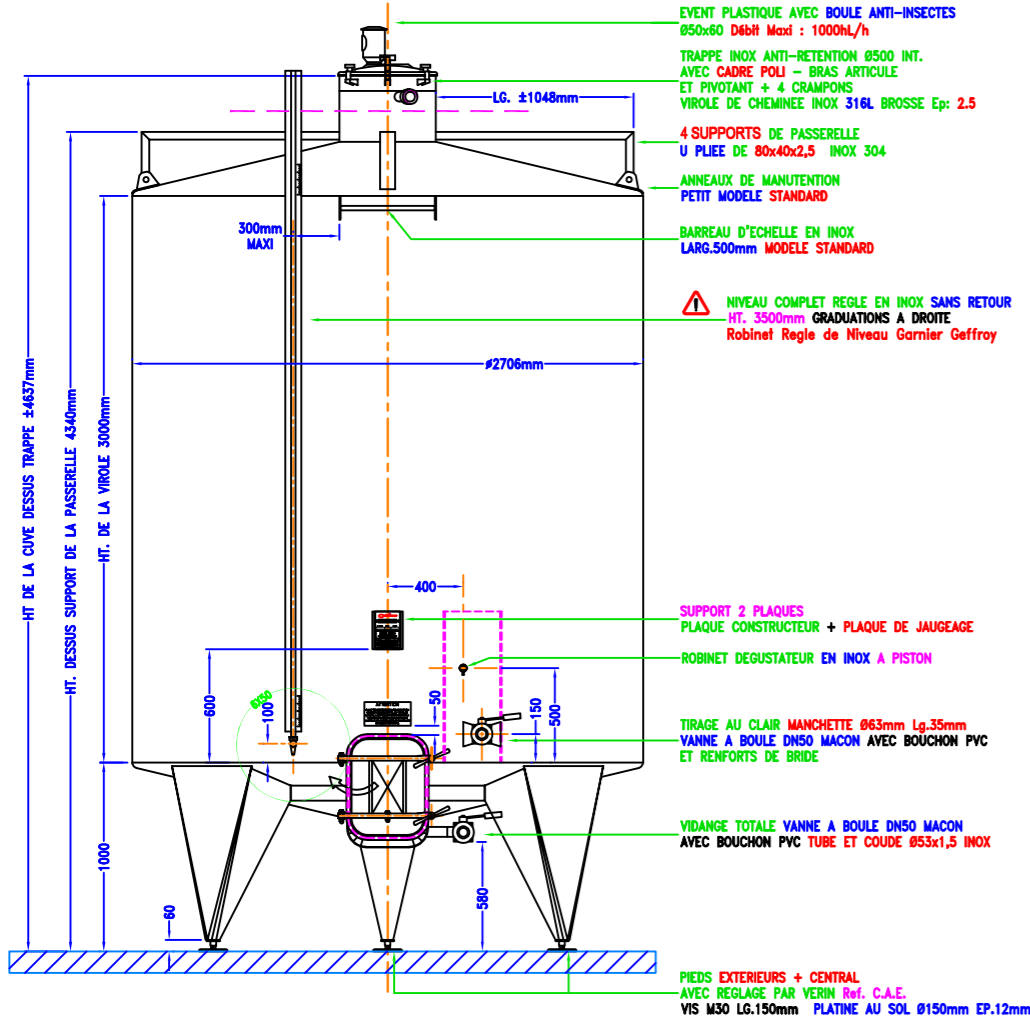 EVENT PLASTIQUE AVEC BOULE ANTI-INSECTES
Ø50x60 Débit Maxi : 1000hL/h
TRAPPE INOX ANTI-RETENTION Ø500 INT.
AVEC CADRE POLI - BRAS ARTICULE
ET PIVOTANT + 4 CRAMPONS
VIROLE DE CHEMINEE INOX 316L BROSSE Ep: 2.5
LG. ±1048mm
4 SUPPORTS DE PASSERELLE
U PLIEE DE 80x40x2,5 INOX 304
ANNEAUX DE MANUTENTION
PETIT MODELE STANDARD
300mm
MAXI
BARREAU D'ECHELLE EN INOX
LARG.500mm MODELE STANDARD
NIVEAU COMPLET REGLE EN INOX SANS RETOUR
HT. 3500mm GRADUATIONS A DROITE
Robinet Regle de Niveau Garnier Geffroy
Ø2706mm
HT DE LA CUVE DESSUS TRAPPE ±4637mm
HT. DESSUS SUPPORT DE LA PASSERELLE 4340mm
HT. DE LA VIROLE 3000mm
400
SUPPORT 2 PLAQUES
PLAQUE CONSTRUCTEUR + PLAQUE DE JAUGEAGE
ROBINET DEGUSTATEUR EN INOX A PISTON
600
6X50
100
ATTENTION
50
150
500
TIRAGE AU CLAIR MANCHETTE Ø63mm Lg.35mm
VANNE A BOULE DN50 MACON AVEC BOUCHON PVC
ET RENFORTS DE BRIDE
VIDANGE TOTALE VANNE A BOULE DN50 MACON
AVEC BOUCHON PVC TUBE ET COUDE Ø53x1,5 INOX
1000
60
580
PIEDS EXTERIEURS + CENTRAL
AVEC REGLAGE PAR VERIN Ref. C.A.E.
VIS M30 LG.150mm PLATINE AU SOL Ø150mm EP.12mm